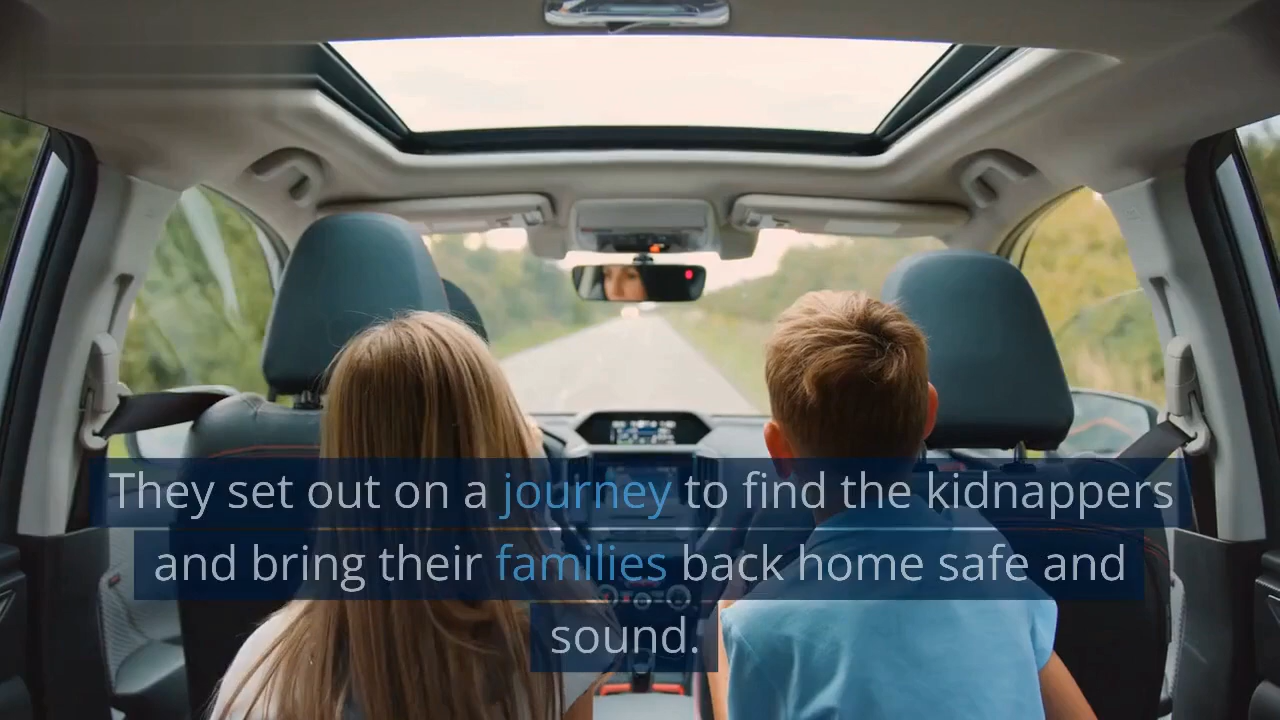 They set out on a journey to find the kidnappers
and bring their families back home safe and
sound.